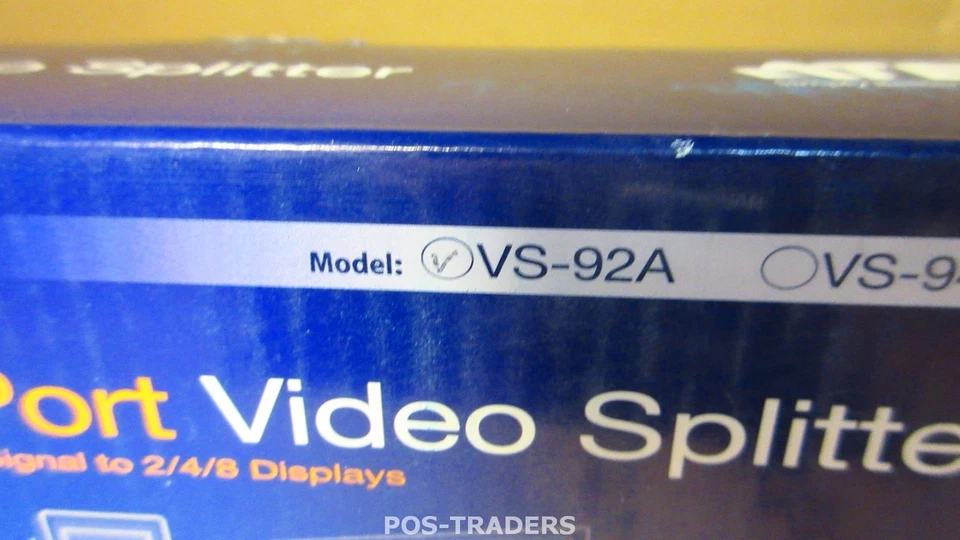 Splitter
Model: VS-92A VS-9
Port Video Splitte
ignal to 2/4/8 Displays
POS-TRADERS